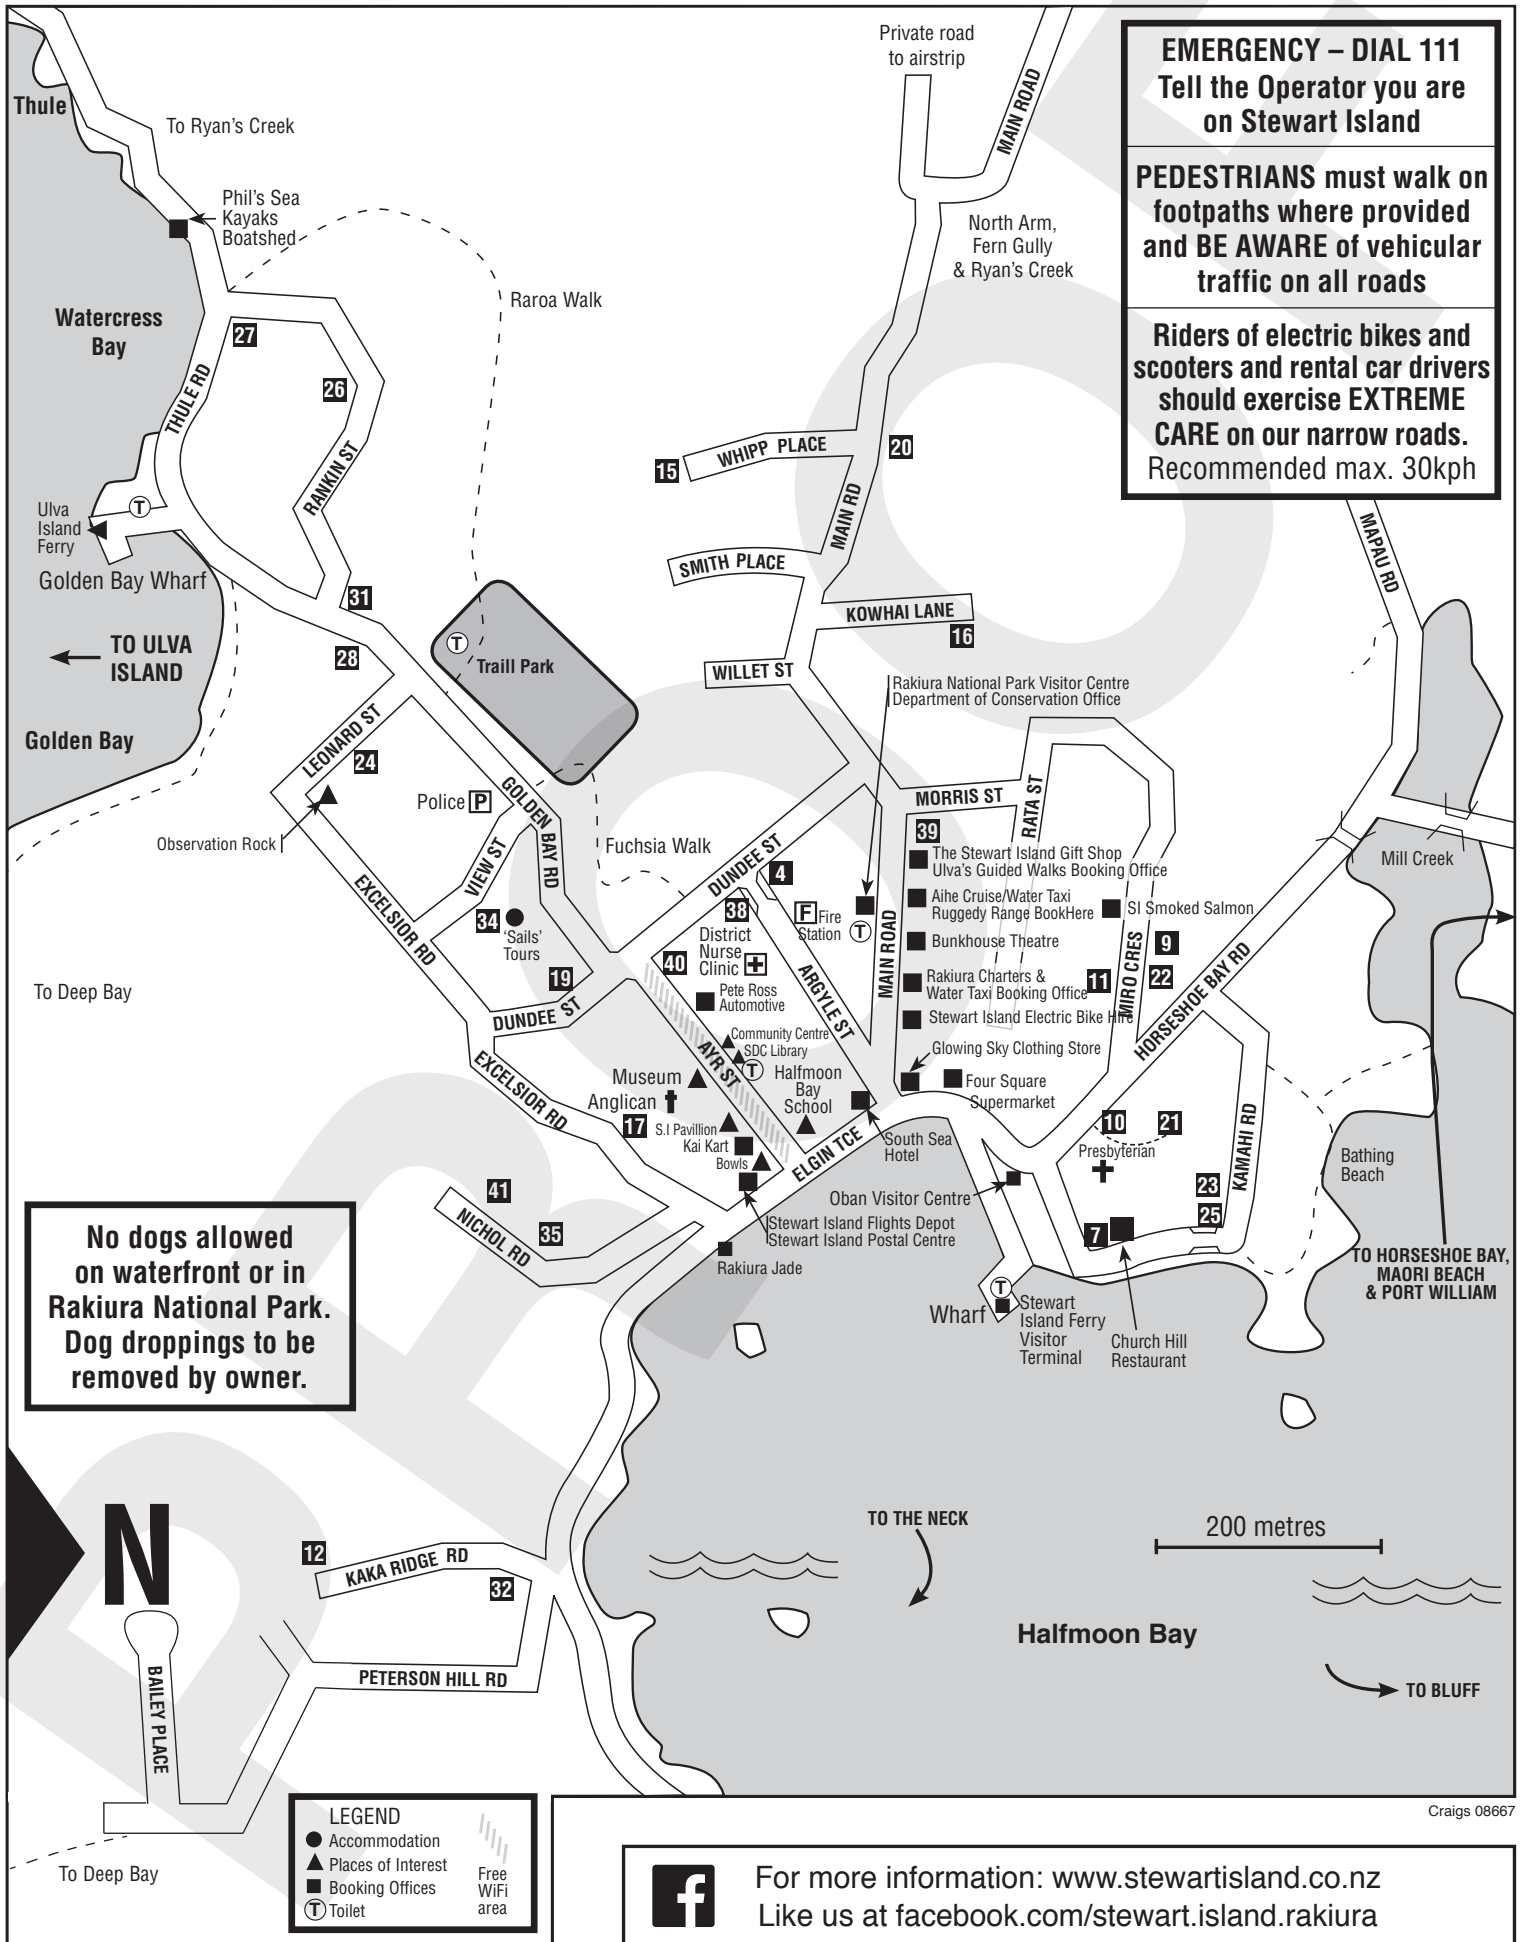 Private road
to airstrip
MAIN ROAD
EMERGENCY – DIAL 111
Tell the Operator you are
on Stewart Island
PEDESTRIANS must walk on
footpaths where provided
and BE AWARE of vehicular
traffic on all roads
Riders of electric bikes and
scooters and rental car drivers
should exercise EXTREME
CARE on our narrow roads.
Recommended max. 30kph
Thule
To Ryan's Creek
Phil's Sea
Kayaks
Boatshed
North Arm,
Fern Gully
& Ryan's Creek
Raroa Walk
Watercress
Bay
27
26
THULE RD
RANKIN ST
15
WHIPP PLACE
20
MAIN RD
Ulva
Island
Ferry
T
Golden Bay Wharf
SMITH PLACE
MAPAU RD
31
KOWHAI LANE
16
TO ULVA
ISLAND
28
T
Traill Park
WILLET ST
Rakiura National Park Visitor Centre
Department of Conservation Office
Golden Bay
LEONARD ST
24
Police P
GOLDEN BAY RD
Observation Rock
MORRIS ST
RATA ST
39
The Stewart Island Gift Shop
Ulva's Guided Walks Booking Office
Mill Creek
Fuchsia Walk
DUNDEE ST
4
VIEW ST
EXCELSIOR RD
34
'Sails'
Tours
38
F Fire
Station
T
Aihe Cruise/Water Taxi
Ruggedy Range BookHere
SI Smoked Salmon
Bunkhouse Theatre
MAIN ROAD
9
22
11
MIRO CRES
HORSESHOE BAY RD
District
Nurse
Clinic
40
19
To Deep Bay
DUNDEE ST
Pete Ross
Automotive
ARGYLE ST
Rakiura Charters &
Water Taxi Booking Office
Stewart Island Electric Bike Hire
Community Centre
SDC Library
T
AYR ST
Glowing Sky Clothing Store
EXCELSIOR RD
Museum
Anglican
Halfmoon
Bay
School
Four Square
Supermarket
17
S.I Pavillion
Kai Kart
Bowls
ELGIN TCE
South Sea
Hotel
10
21
Presbyterian
KAMAHI RD
Bathing
Beach
41
35
NICHOL RD
Oban Visitor Centre
23
25
7
Stewart Island Flights Depot
Stewart Island Postal Centre
Rakiura Jade
TO HORSESHOE BAY,
MAORI BEACH
& PORT WILLIAM
No dogs allowed
on waterfront or in
Rakiura National Park.
Dog droppings to be
removed by owner.
T
Wharf
Stewart
Island Ferry
Visitor
Terminal
Church Hill
Restaurant
N
TO THE NECK
200 metres
12
KAKA RIDGE RD
32
Halfmoon Bay
BAILEY PLACE
PETERSON HILL RD
TO BLUFF
To Deep Bay
LEGEND
Accommodation
Places of Interest
Booking Offices
T Toilet
Free
WiFi
area
Craigs 08667
For more information: www.stewartisland.co.nz
Like us at facebook.com/stewart.island.rakiura
PROOF